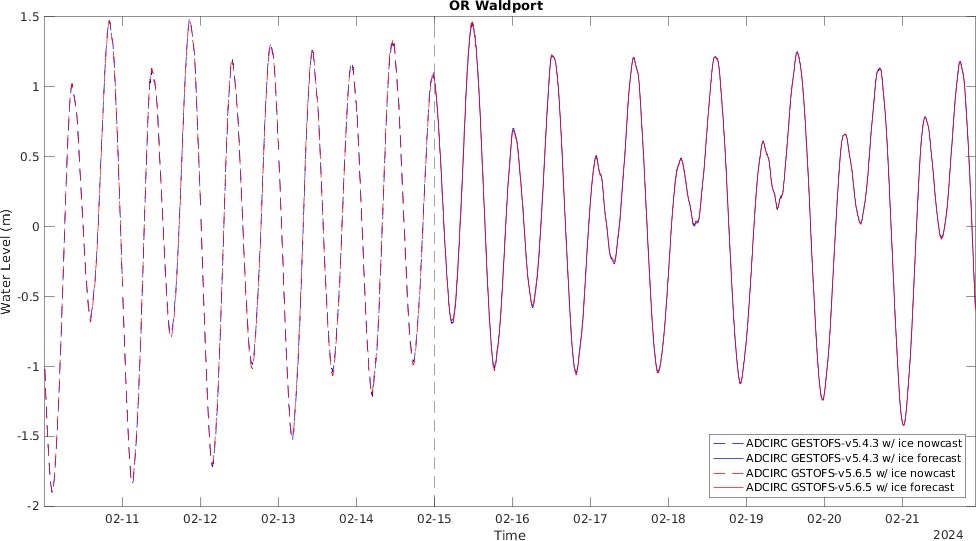 OR Waldport
1.5
1
0.5
0
-0.5
-1
-1.5
-2
Water Level (m)
ADCIRC GESTOFS-v5.4.3 w/ ice nowcast
ADCIRC GESTOFS-v5.4.3 w/ ice forecast
ADCIRC GSTOFS-v5.6.5 w/ ice nowcast
ADCIRC GSTOFS-v5.6.5 w/ ice forecast
02-11 02-12 02-13 02-14 02-15 02-16 02-17 02-18 02-19 02-20 02-21
Time
2024